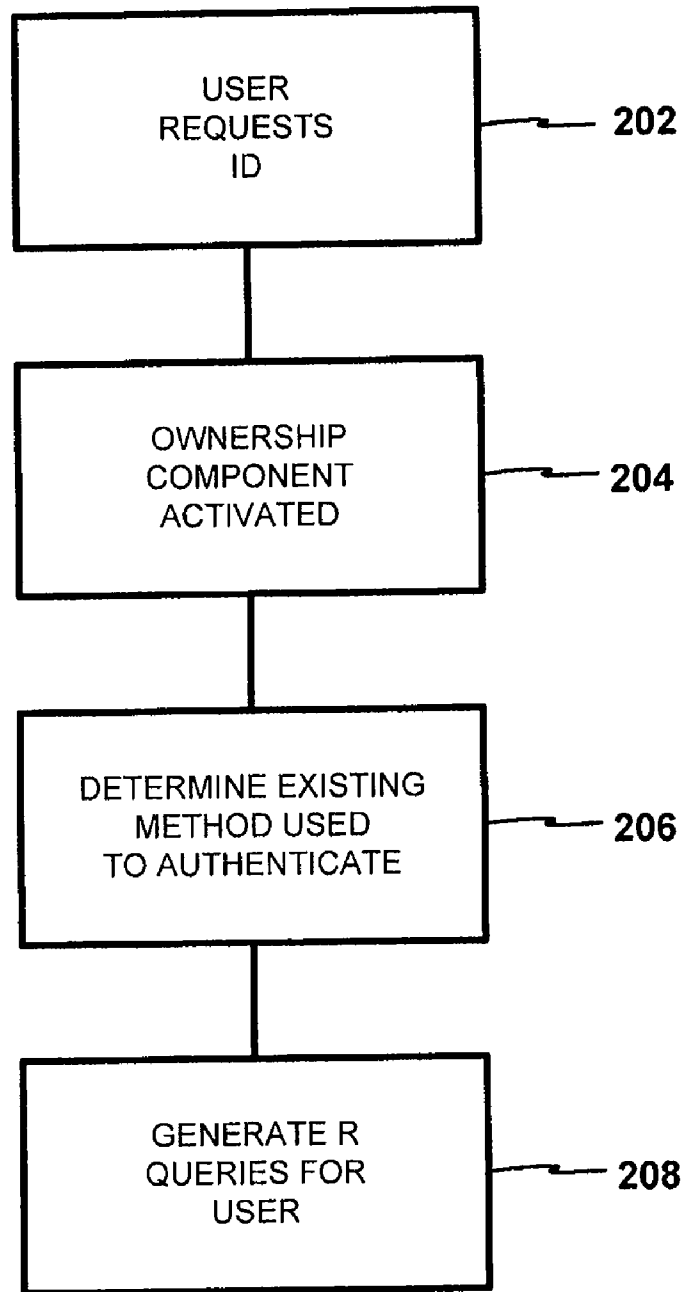 USER
REQUESTS
ID
202
OWNERSHIP
COMPONENT
ACTIVATED
204
DETERMINE EXISTING
METHOD USED
TO AUTHENTICATE
206
GENERATE R
QUERIES FOR
USER
208